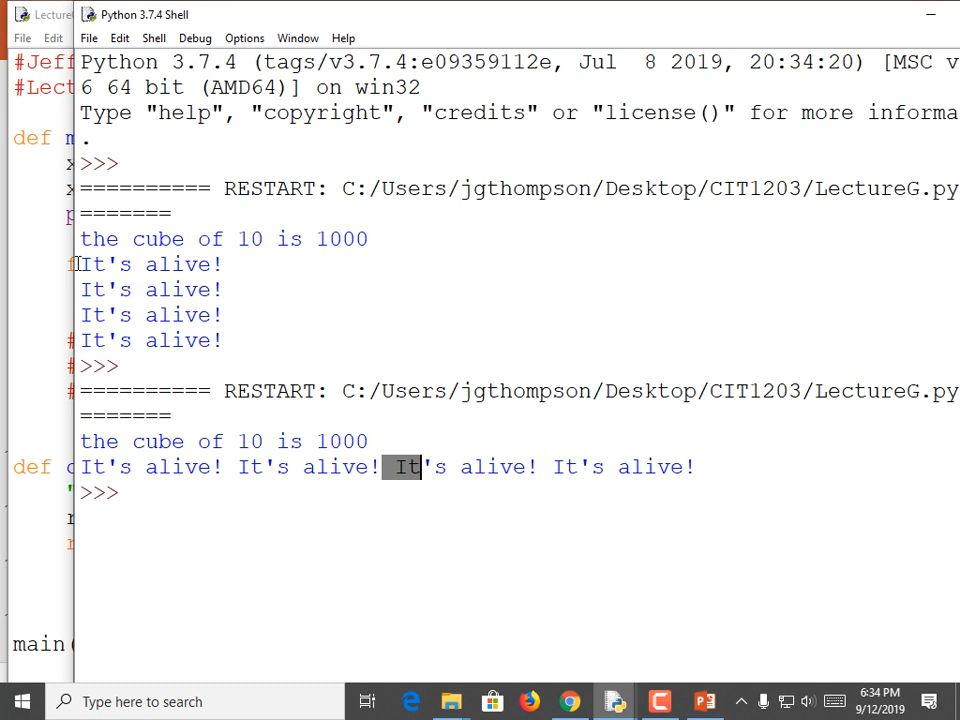 Lecture
Python 3.7.4 Shell
File Edit
File Edit Shell Debug Options Window Help
#Jeff
#Lect
def m
x
x
p
f
#
#
#
def c
"
r
r
main(
Python 3.7.4 (tags/v3.7.4:e09359112e, Jul  8 2019, 20:34:20) [MSC v
6 64 bit (AMD64)] on win32
Type "help", "copyright", "credits" or "license()" for more informa
.
>>>
========== RESTART: C:/Users/jgthompson/Desktop/CIT1203/LectureG.py
=======
the cube of 10 is 1000
It's alive!
It's alive!
It's alive!
It's alive!
>>>
========== RESTART: C:/Users/jgthompson/Desktop/CIT1203/LectureG.py
=======
the cube of 10 is 1000
It's alive! It's alive! It's alive! It's alive!
>>>
Type here to search
6:34 PM
9/12/2019